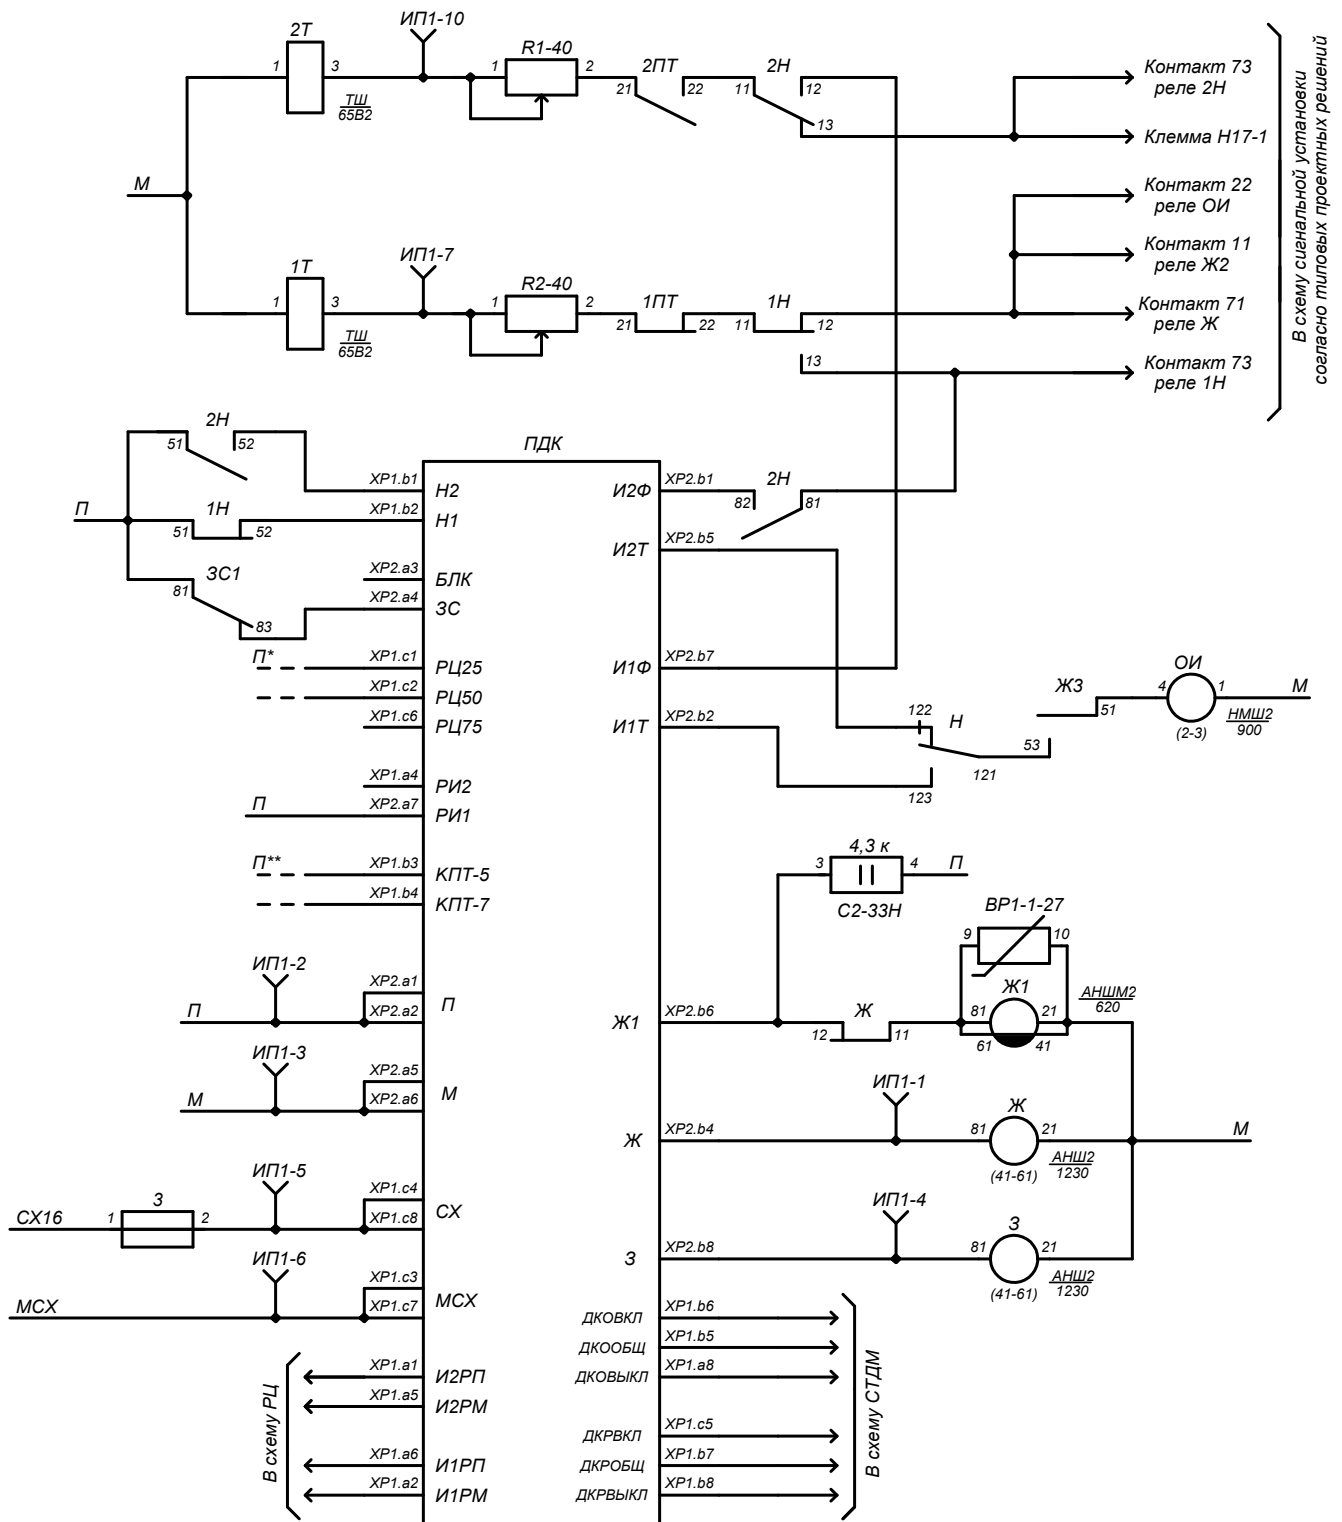 2Т
ИП1-10
R1-40
2ПТ
2Н
1 3
1 2
21 22
11 12
13
ТШ
65В2
Контакт 73
реле 2Н
Клемма Н17-1
М
Контакт 22
реле ОИ
Контакт 11
реле Ж2
1Т
ИП1-7
R2-40
1ПТ
1Н
1 3
1 2
21 22
11 12
13
ТШ
65В2
Контакт 71
реле Ж
Контакт 73
реле 1Н
В схему сигнальной установки
согласно типовых проектных решений
2Н
51 52
П
1Н
51 52
ЗС1
81
83
ПДК
XP1.b1 Н2
XP1.b2 Н1
XP2.a3 БЛК
XP2.a4 ЗС
П* XP1.c1 РЦ25
XP1.c2 РЦ50
XP1.c6 РЦ75
XP1.a4 РИ2
П XP2.a7 РИ1
П** XP1.b3 КПТ-5
XP1.b4 КПТ-7
ИП1-2
XP2.a1
П XP2.a2 П
ИП1-3
XP2.a5
М XP2.a6 М
ИП1-5
З
XP1.c4
СХ16 1 2 XP1.c8 СХ
ИП1-6
XP1.c3
МСХ XP1.c7 МСХ
В схему РЦ
XP1.a1 И2РП
XP1.a5 И2РМ
XP1.a6 И1РП
XP1.a2 И1РМ
И2Ф XP2.b1
2Н
82 81
И2Т XP2.b5
И1Ф XP2.b7
И1Т XP2.b2
122 Н
121
123
53
Ж3
51
ОИ
4 1
(2-3)
НМШ2
900
М
4,3 к
3 4 П
С2-33Н
ВР1-1-27
9 10
Ж1 XP2.b6
Ж
12 11
Ж1
81 21
61 41
АНШМ2
620
ИП1-1
Ж XP2.b4
Ж
81 21
(41-61)
АНШ2
1230
М
ИП1-4
З XP2.b8
З
81 21
(41-61)
АНШ2
1230
ДКОВКЛ XP1.b6
ДКООБЩ XP1.b5
ДКОВЫКЛ XP1.a8
ДКРВКЛ XP1.c5
ДКРОБЩ XP1.b7
ДКРВЫКЛ XP1.b8
В схему СТДМ